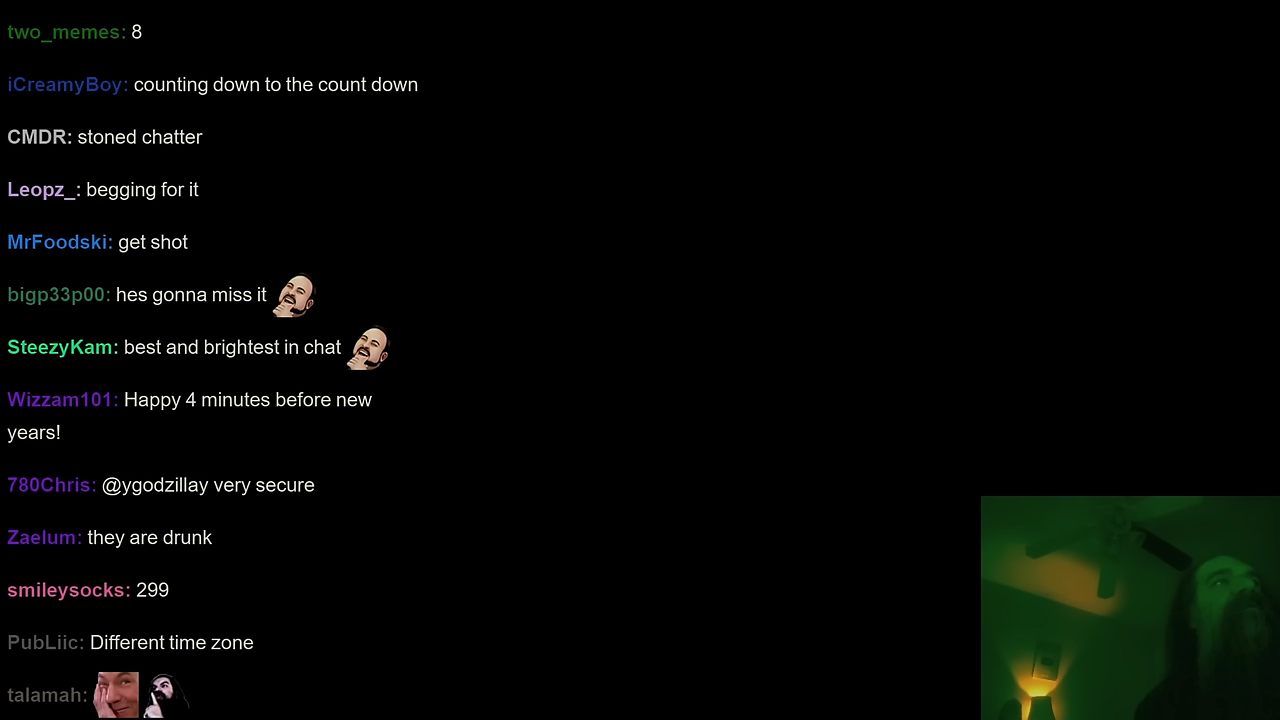 two_memes: 8
iCreamyBoy: counting down to the count down
CMDR: stoned chatter
Leopz_: begging for it
MrFoodski: get shot
bigp33p00: hes gonna miss it
SteezyKam: best and brightest in chat
Wizzam101: Happy 4 minutes before new
years!
780Chris: @ygodzillay very secure
Zaelum: they are drunk
smileysocks: 299
PubLiic: Different time zone
talamah: